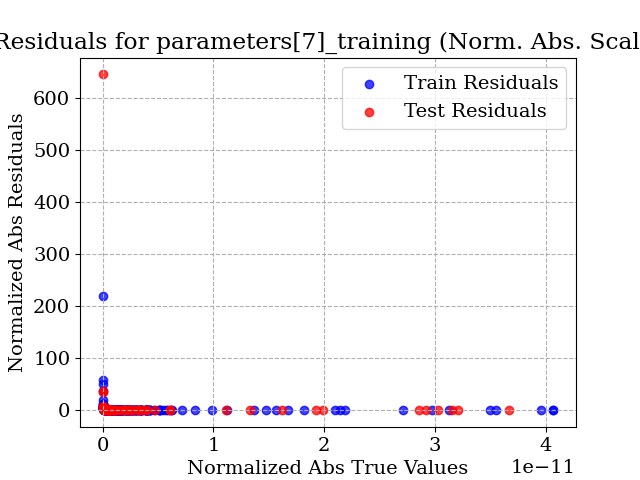 Residuals for parameters[7]_training (Norm. Abs. Scal
Train Residuals
Test Residuals
Normalized Abs Residuals
600
500
400
300
200
100
0
0
1
2
3
4
1e−11
Normalized Abs True Values